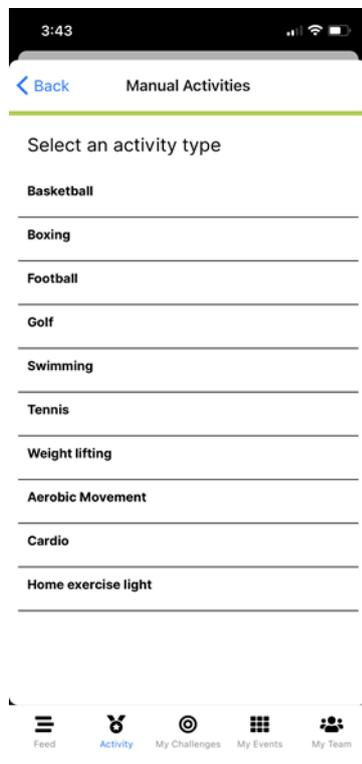 3:43
Back Manual Activities
Select an activity type
Basketball
Boxing
Football
Golf
Swimming
Tennis
Weight lifting
Aerobic Movement
Cardio
Home exercise light
Feed Activity My Challenges My Events My Team